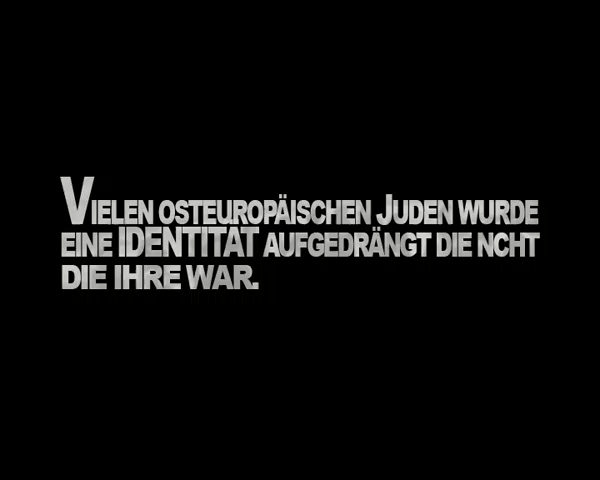 VIELEN OSTEUROPÄISCHEN JUDEN WURDE
EINE IDENTITAT AUFGEDRÄNGT DIE NCHT
DIE IHRE WAR.